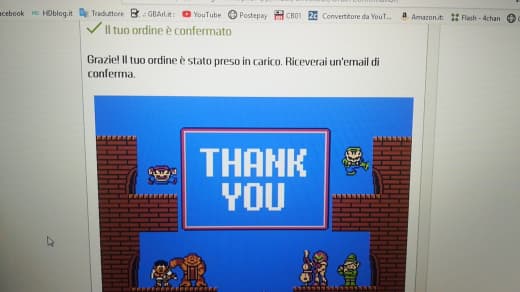 acebook HDblog.it Traduttore .: GBArl.it : YouTube Postepay CB01 Convertitore da YouT... Amazon.it: Flash - 4chan
Il tuo ordine è confermato
Grazie! Il tuo ordine è stato preso in carico. Riceverai un'email di
conferma.
THANK
YOU